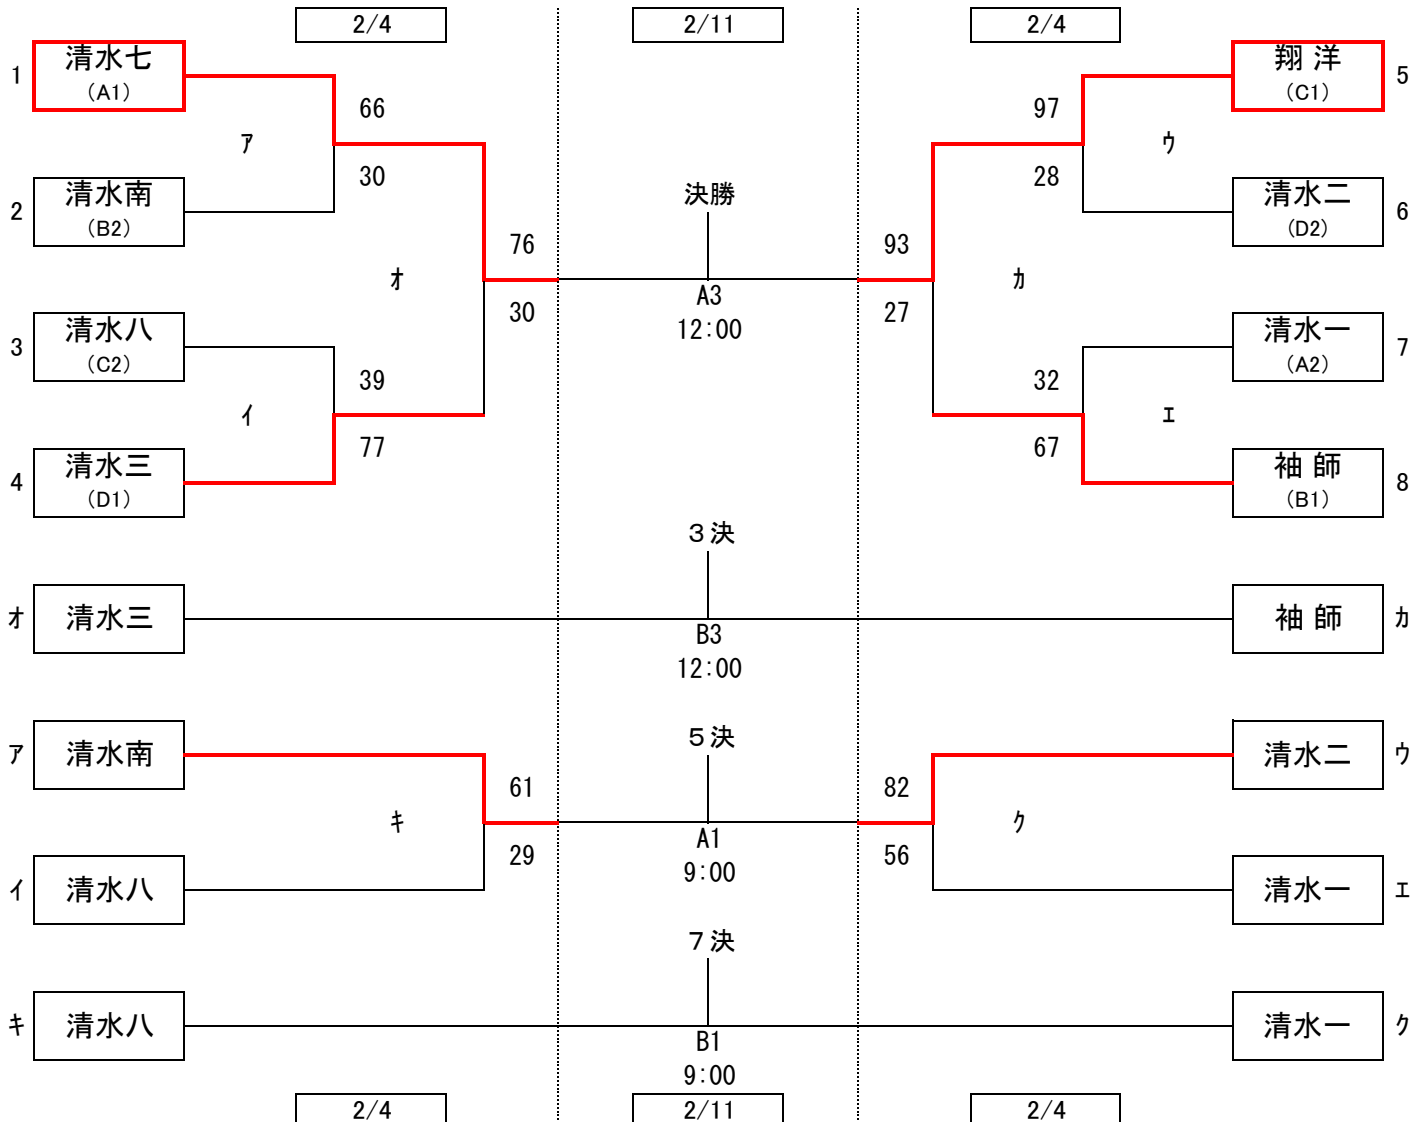 2/4 2/11 2/4
1 清水七 (A1) 66 97 翔 洋 (C1) 5
ｱ ｳ
2 清水南 (B2) 30 決勝 28 清水二 (D2) 6
76 93
ｵ ｶ
30 A3 27
12:00
3 清水八 (C2) 39 32 清水一 (A2) 7
ｲ ｴ
4 清水三 (D1) 77 67 袖 師 (B1) 8
３決
ｵ 清水三 袖 師 ｶ
B3
12:00
ｱ 清水南 ５決 清水二 ｳ
61 82
ｷ ｸ
A1
29 56
9:00
ｲ 清水八 清水一 ｴ
７決
ｷ 清水八 清水一 ｸ
B1
9:00
2/4 2/11 2/4